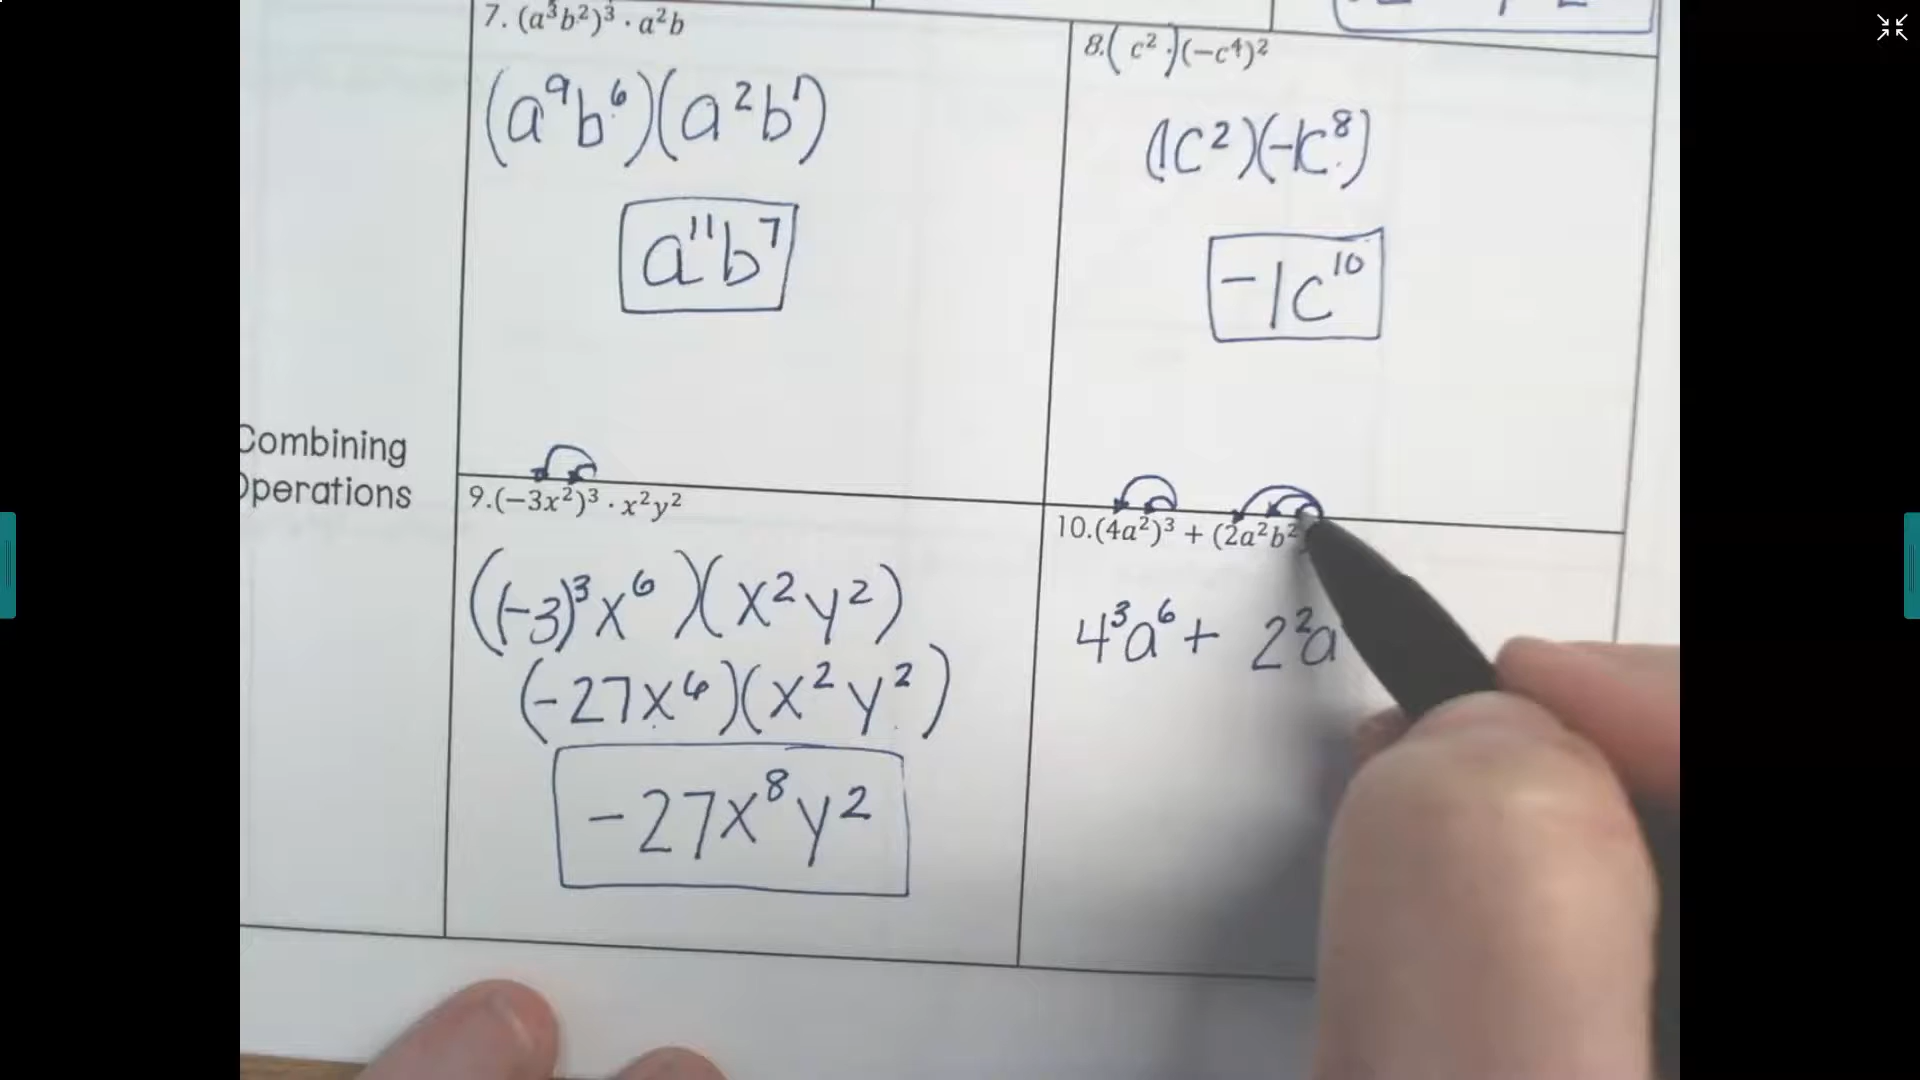 7. (a³b²)³ · a²b
(a⁹b⁶)(a²b¹)
a¹¹b⁷
8.( c² ·)(−c⁴)²
(1c²)(-1c⁸)
-1c¹⁰
Combining
Operations
9.(−3x²)³ · x²y²
((-3)³x⁶)(x²y²)
(-27x⁶)(x²y²)
-27x⁸y²
10.(4a²)³ + (2a²b²
4³a⁶ + 2²a